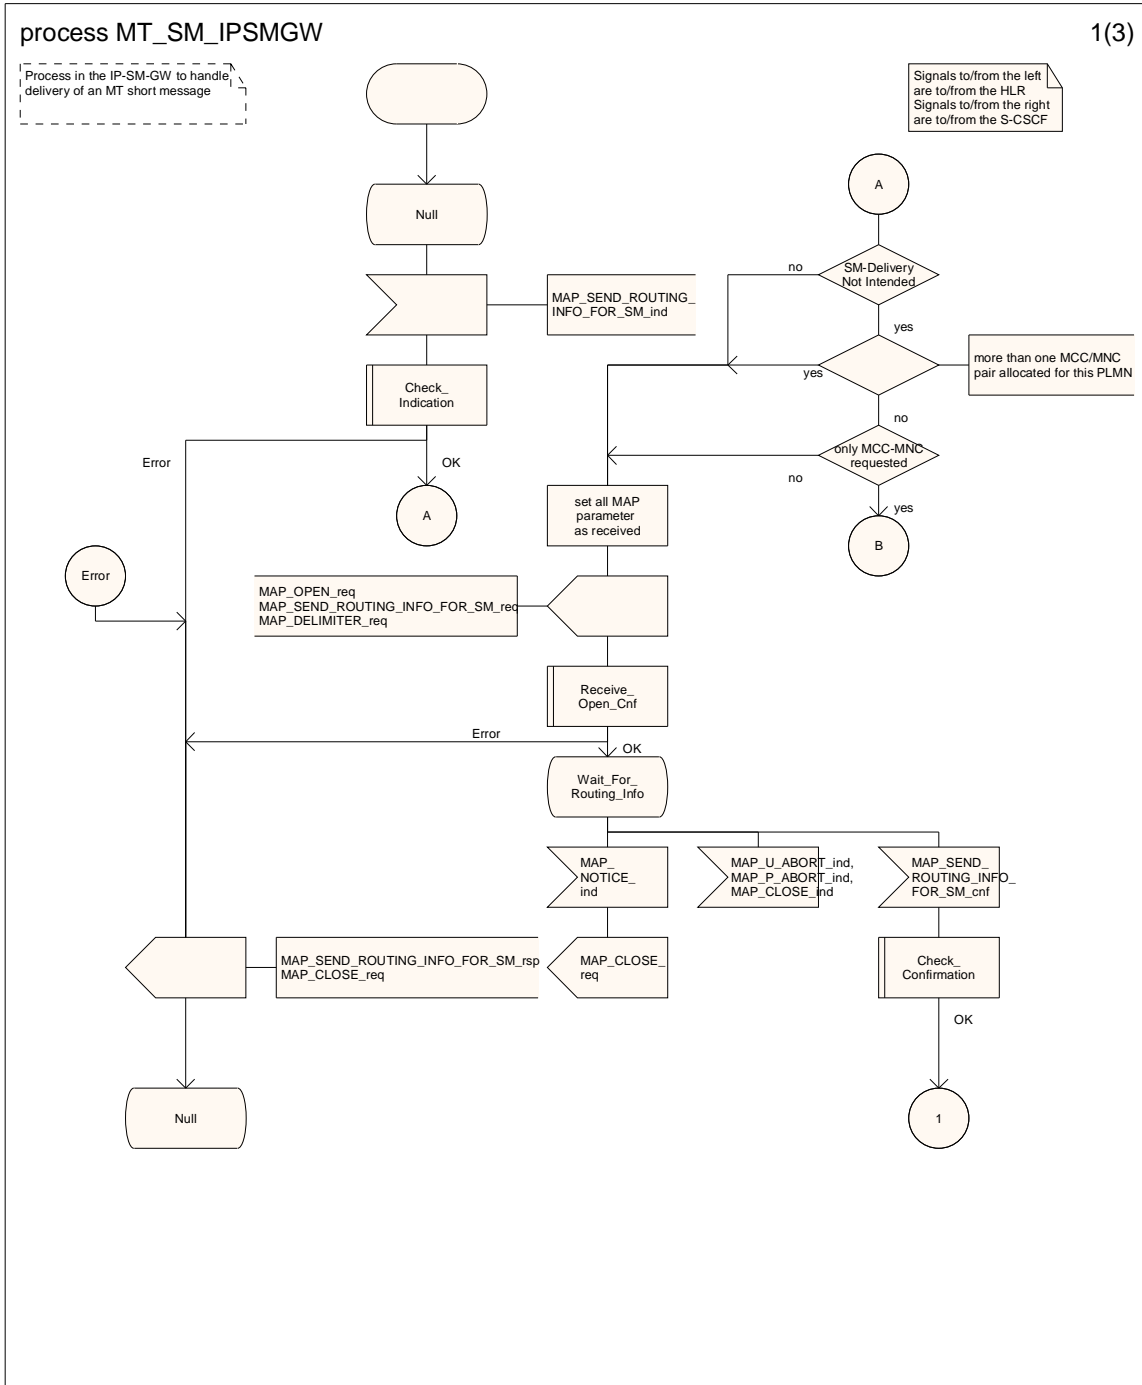 process MT_SM_IPSMGW
1(3)
Process in the IP-SM-GW to handle
delivery of an MT short message
Signals to/from the left
are to/from the HLR
Signals to/from the right
are to/from the S-CSCF
Null
MAP_SEND_ROUTING_
INFO_FOR_SM_ind
Check_
Indication
Error
OK
A
A
SM-Delivery
Not Intended
no
yes
more than one MCC/MNC
pair allocated for this PLMN
yes
no
only MCC-MNC
requested
no
yes
B
set all MAP
parameter
as received
Error
MAP_OPEN_req
MAP_SEND_ROUTING_INFO_FOR_SM_req
MAP_DELIMITER_req
Receive_
Open_Cnf
Error
OK
Wait_For_
Routing_Info
MAP_
NOTICE_
ind
MAP_U_ABORT_ind,
MAP_P_ABORT_ind,
MAP_CLOSE_ind
MAP_SEND_
ROUTING_INFO_
FOR_SM_cnf
MAP_SEND_ROUTING_INFO_FOR_SM_rsp
MAP_CLOSE_req
MAP_CLOSE_
req
Check_
Confirmation
OK
Null
1